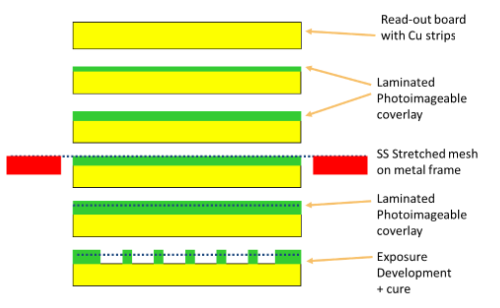 Read-out board
with Cu strips
Laminated
Photoimageable
coverlay
SS Stretched mesh
on metal frame
Laminated
Photoimageable
coverlay
Exposure
Development
+ cure